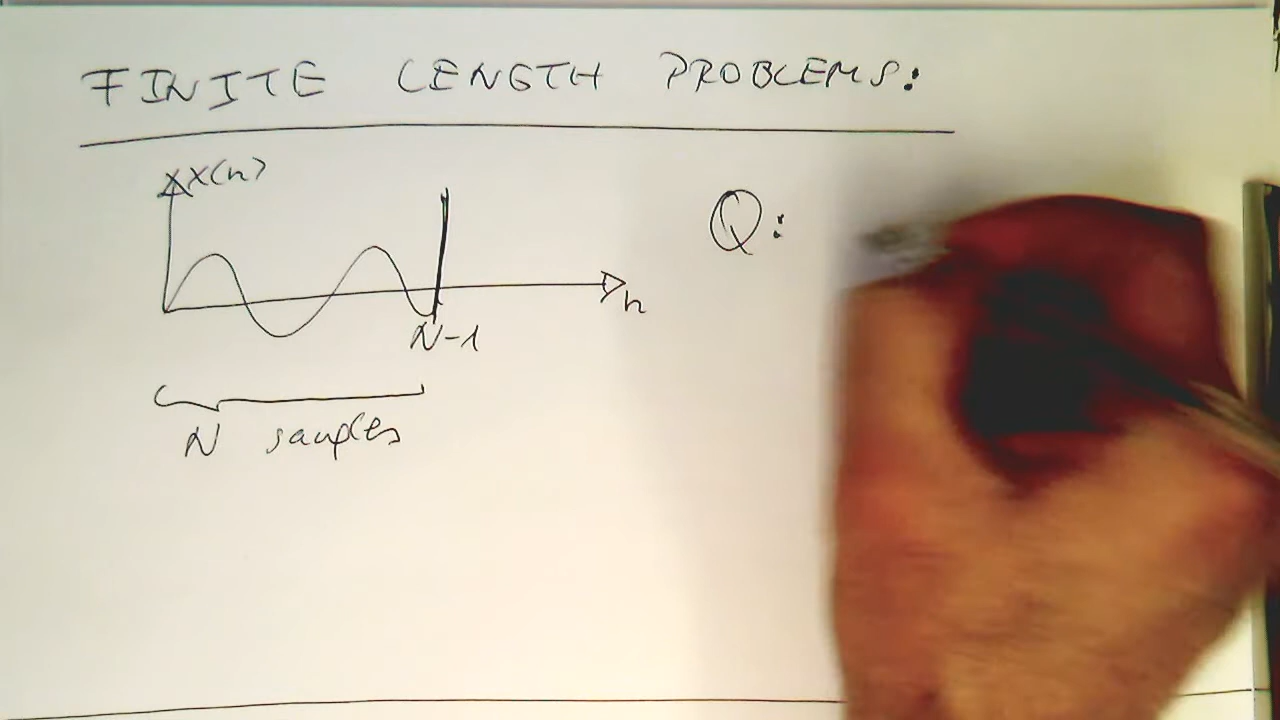 FINITE LENGTH PROBLEMS:
x(n)
Q:
n
N-1
N samples